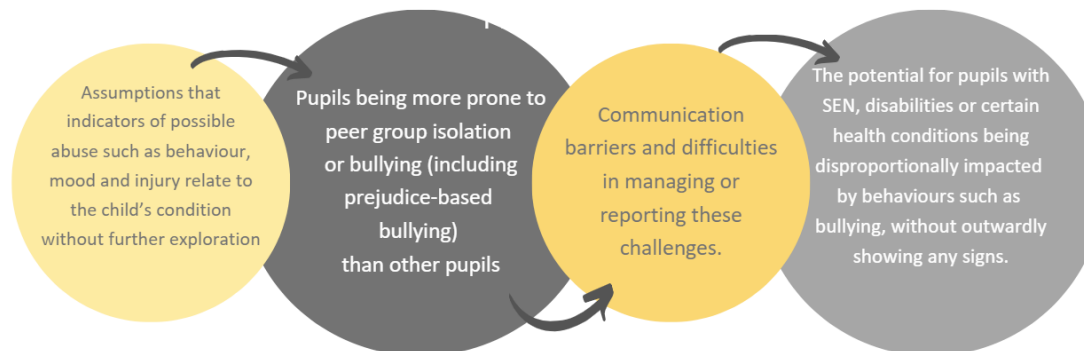 Assumptions that
indicators of possible
abuse such as behaviour,
mood and injury relate to
the child's condition
without further exploration
Pupils being more prone to
peer group isolation
or bullying (including
prejudice-based
bullying)
than other pupils
Communication
barriers and difficulties
in managing or
reporting these
challenges.
The potential for pupils with
SEN, disabilities or certain
health conditions being
disproportionally impacted
by behaviours such as
bullying, without outwardly
showing any signs.